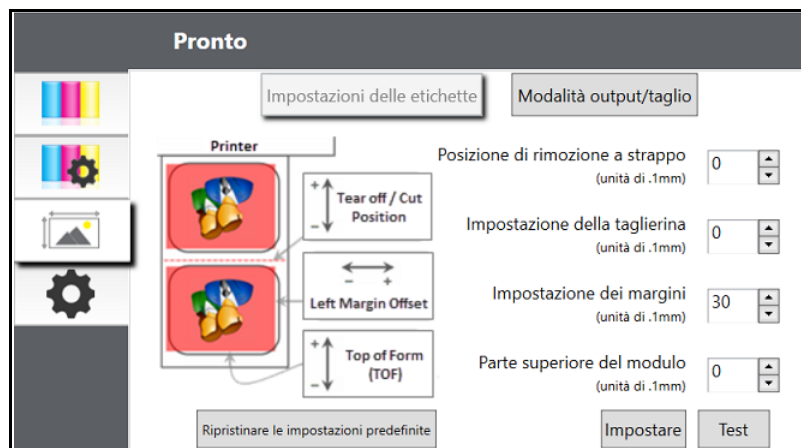 Pronto
Impostazioni delle etichette
Modalità output/taglio
Printer
Tear off / Cut
Position
Left Margin Offset
Top of Form
(TOF)
Posizione di rimozione a strappo
(unità di .1mm)
0
Impostazione della taglierina
(unità di .1mm)
0
Impostazione dei margini
(unità di .1mm)
30
Parte superiore del modulo
(unità di .1mm)
0
Ripristinare le impostazioni predefinite
Impostare
Test